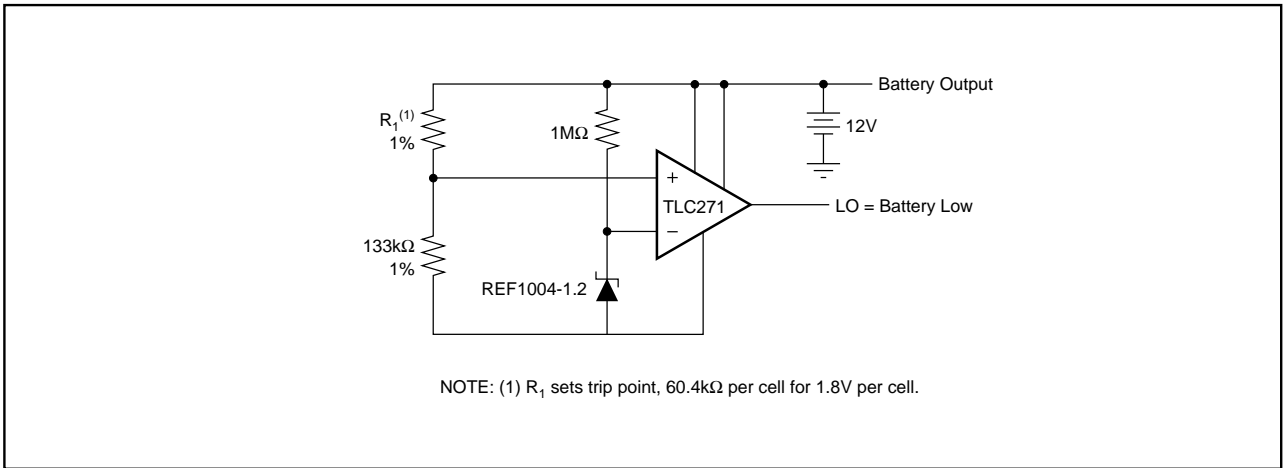 Battery Output
R1(1)
1%
1MΩ
12V
+
TLC271
−
LO = Battery Low
133kΩ
1%
REF1004-1.2
NOTE: (1) R1 sets trip point, 60.4kΩ per cell for 1.8V per cell.